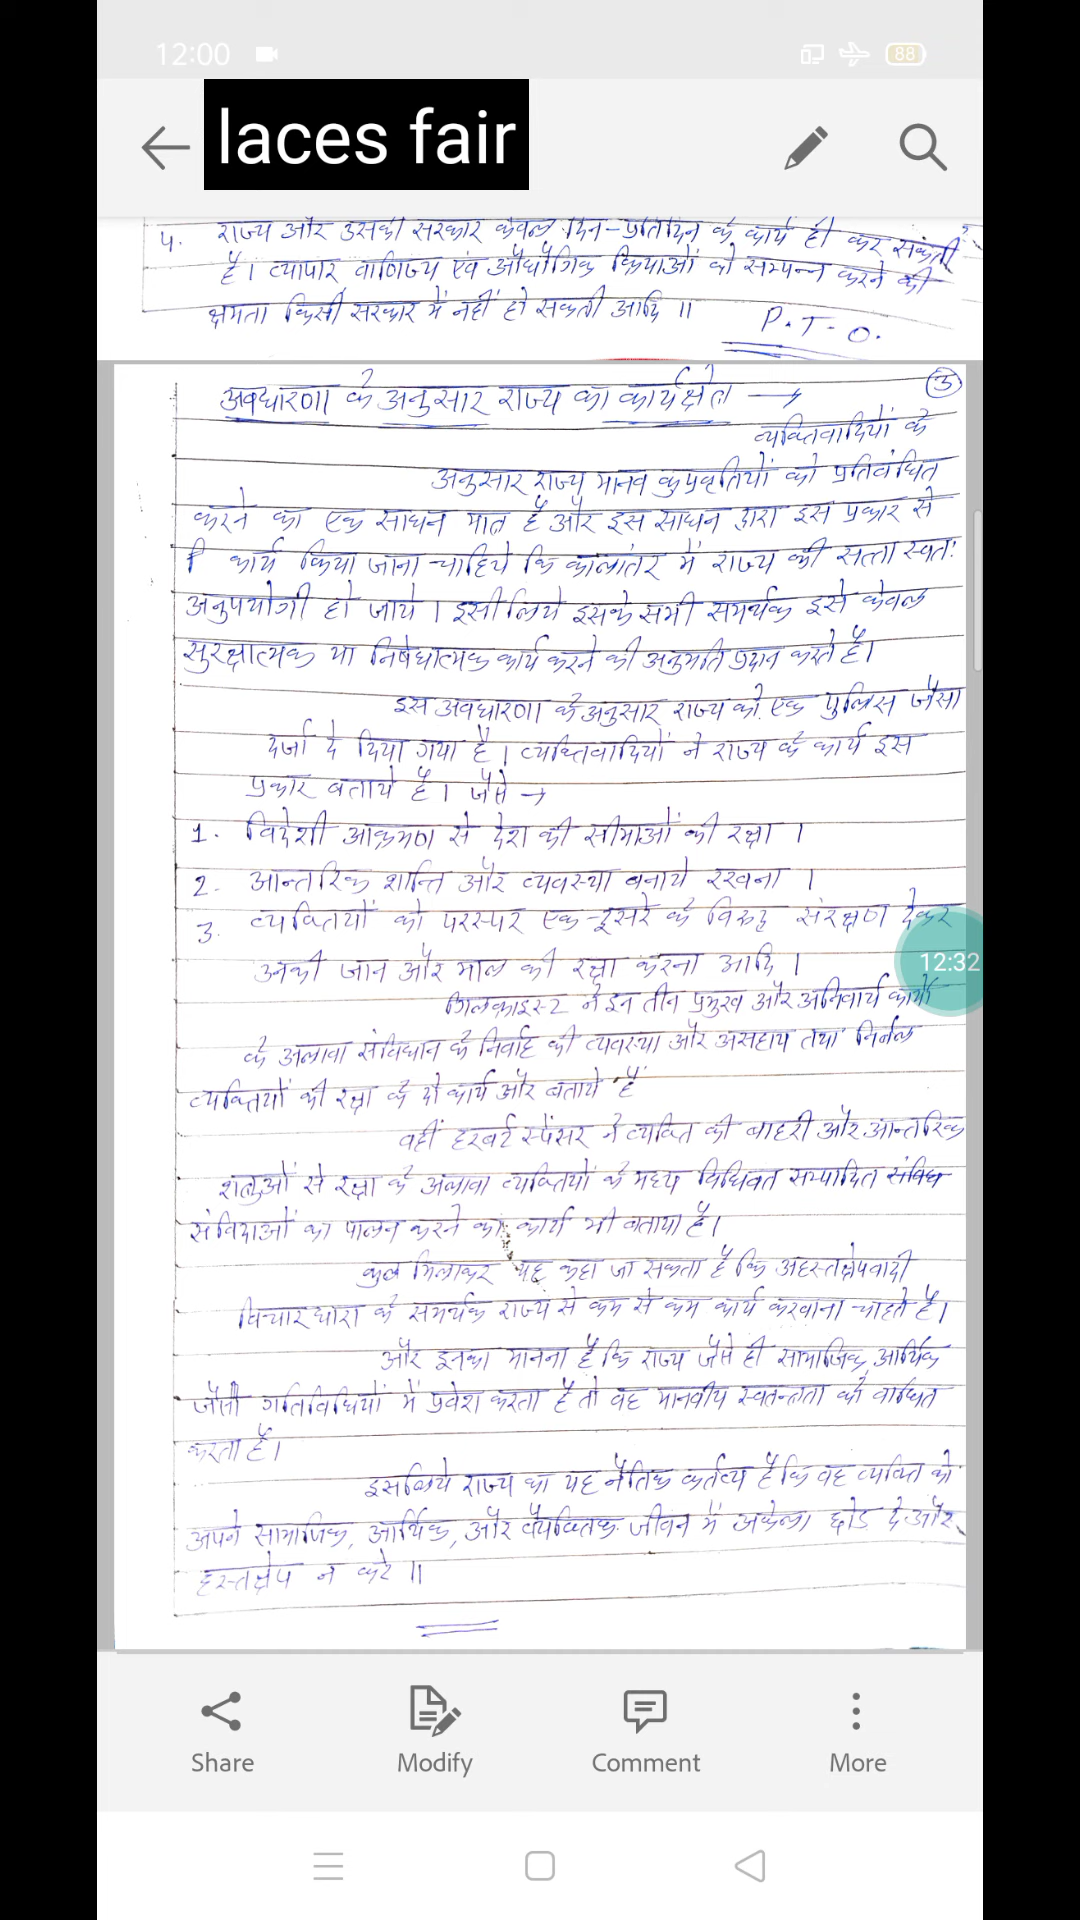 12:00
88
laces fair
4. राज्य और उसकी सरकार केवल दिन-प्रतिदिन के कार्य ही कर सकती
है। व्यापार, वाणिज्य एवं औद्यौगिक क्रियाओं को सम्पन्न करने की
क्षमता किसी सरकार में नहीं हो सकती आदि ॥
P.T.O.
3
अवधारणा के अनुसार राज्य का कार्यक्षेत्र →
व्यक्तिवादियों के
अनुसार राज्य मानव कुप्रवृतियों को प्रतिबंधित
करने का एक साधन मात्र है और इस साधन द्वारा इस प्रकार से
कार्य किया जाना चाहिये कि कालांतर में राज्य की सत्ता स्वतः
अनुपयोगी हो जाये । इसीलिये इसके सभी समर्थक इसे केवल
सुरक्षात्मक या निषेधात्मक कार्य करने की अनुमति प्रदान करते है।
इस अवधारणा के अनुसार राज्य को एक पुलिस जैसा
दर्जा दे दिया गया है । व्यक्तिवादियों ने राज्य के कार्य इस
प्रकार बताये है । जैसे →
1. विदेशी आक्रमण से देश की सीमाओं की रक्षा ।
2. आन्तरिक शान्ति और व्यवस्था बनाये रखना ।
3. व्यक्तियों को परस्पर एक-दूसरे के विरुद्ध संरक्षण देकर
12:32
उनकी जान और माल की रक्षा करना आदि ।
गिलक्राइस्ट ने इन तीन प्रमुख और अनिवार्य कार्यो
के अलावा संविधान के निर्वाह की व्यवस्था और असहाय तथा निर्बल
व्यक्तियों की रक्षा के दो कार्य और बताये है
वहीं हरबर्ट स्पेंसर ने व्यक्ति की बाहरी और आन्तरिक
शत्रुओं से रक्षा के अलावा व्यक्तियों के मध्य विधिवत सम्पादित संविध
संविदाओं का पालन करने का कार्य भी बताया है।
कुल मिलाकर यह कहा जा सकता है कि अहस्तक्षेपवादी
विचारधारा के समर्थक राज्य से कम से कम कार्य करवाना चाहते है।
और इनका मानना है कि राज्य जैसे ही सामाजिक, आर्थिक
जैसी गतिविधियों में प्रवेश करता है तो वह मानवीय स्वतन्त्रता को बाधित
करता है।
इसलिये राज्य का यह नैतिक कर्तव्य है कि वह व्यक्ति को
अपने सामाजिक, आर्थिक, और वैयक्तिक जीवन में अकेला छोड दे और
हस्तक्षेप न करे ॥
Share
Modify
Comment
More